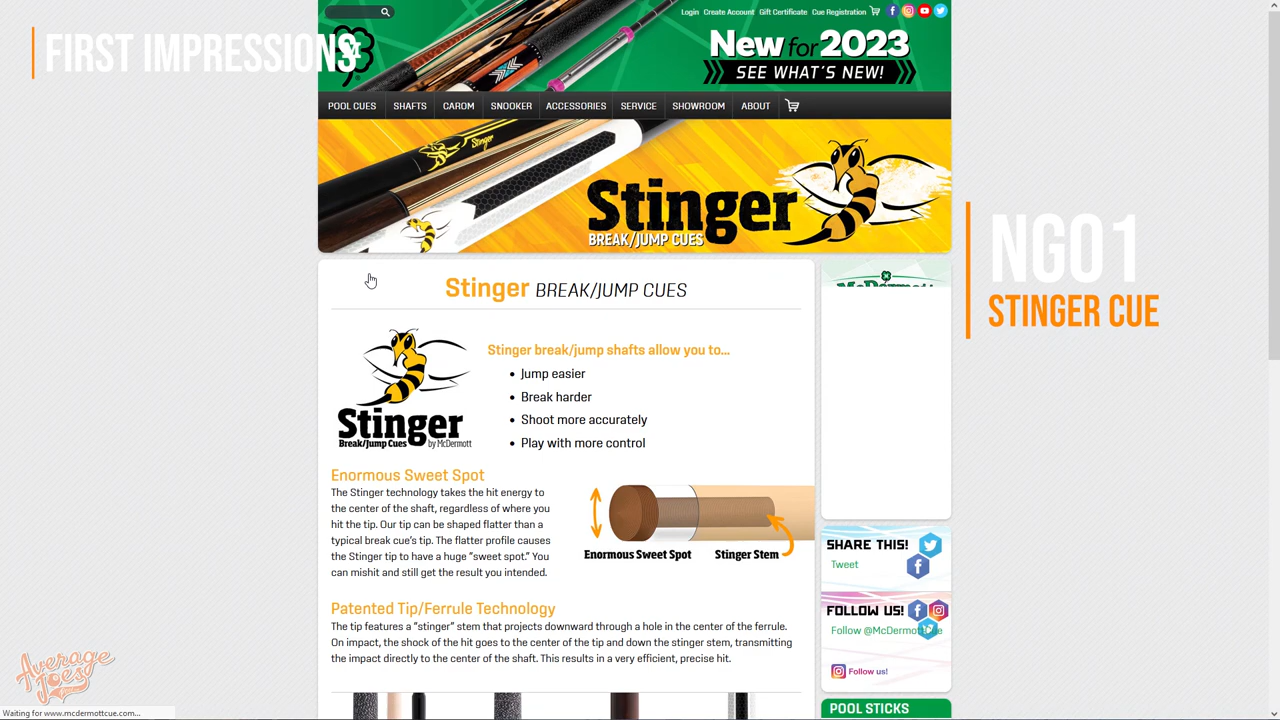 FIRST IMPRESSIONS
Login Create Account Gift Certificate Cue Registration
New for 2023
SEE WHAT'S NEW!
POOL CUES SHAFTS CAROM SNOOKER ACCESSORIES SERVICE SHOWROOM ABOUT
Stinger
Stinger
BREAK/JUMP CUES
NG01
STINGER CUE
Stinger BREAK/JUMP CUES
McDermott
Stinger break/jump shafts allow you to...
• Jump easier
• Break harder
• Shoot more accurately
• Play with more control
Stinger
Break/Jump Cues by McDermott
Enormous Sweet Spot
The Stinger technology takes the hit energy to
the center of the shaft, regardless of where you
hit the tip. Our tip can be shaped flatter than a
typical break cue's tip. The flatter profile causes
the Stinger tip to have a huge "sweet spot." You
can mishit and still get the result you intended.
Enormous Sweet Spot Stinger Stem
Patented Tip/Ferrule Technology
The tip features a "stinger" stem that projects downward through a hole in the center of the ferrule.
On impact, the shock of the hit goes to the center of the tip and down the stinger stem, transmitting
the impact directly to the center of the shaft. This results in a very efficient, precise hit.
SHARE THIS!
Tweet
FOLLOW US!
Follow @McDermottCue
Follow us!
POOL STICKS
Average
Joes
Waiting for www.mcdermottcue.com...